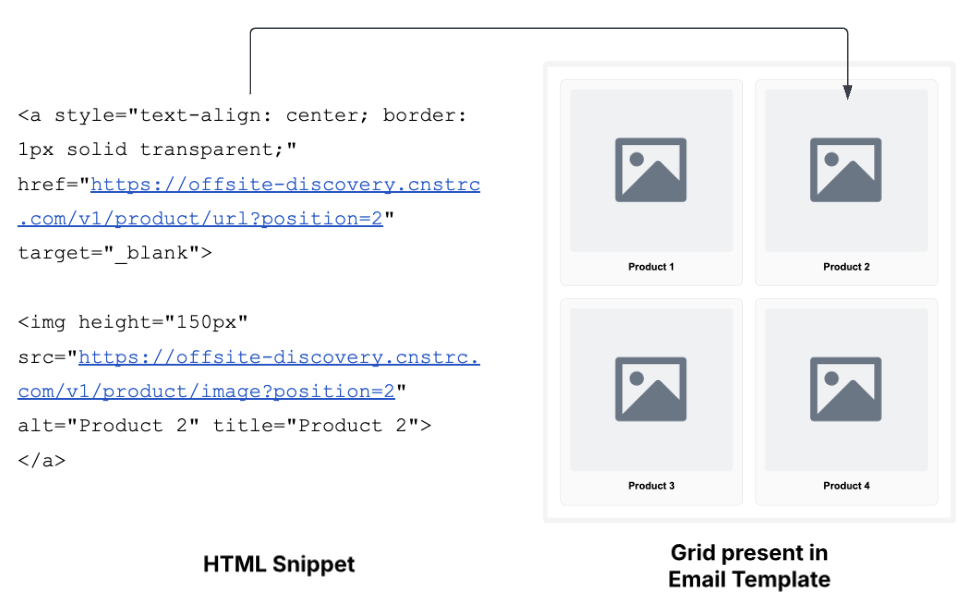 <a style="text-align: center; border:
1px solid transparent;"
href="https://offsite-discovery.cnstrc
.com/v1/product/url?position=2"
target="_blank">
<img height="150px"
src="https://offsite-discovery.cnstrc.
com/v1/product/image?position=2"
alt="Product 2" title="Product 2">
</a>
HTML Snippet
Product 1
Product 2
Product 3
Product 4
Grid present in
Email Template